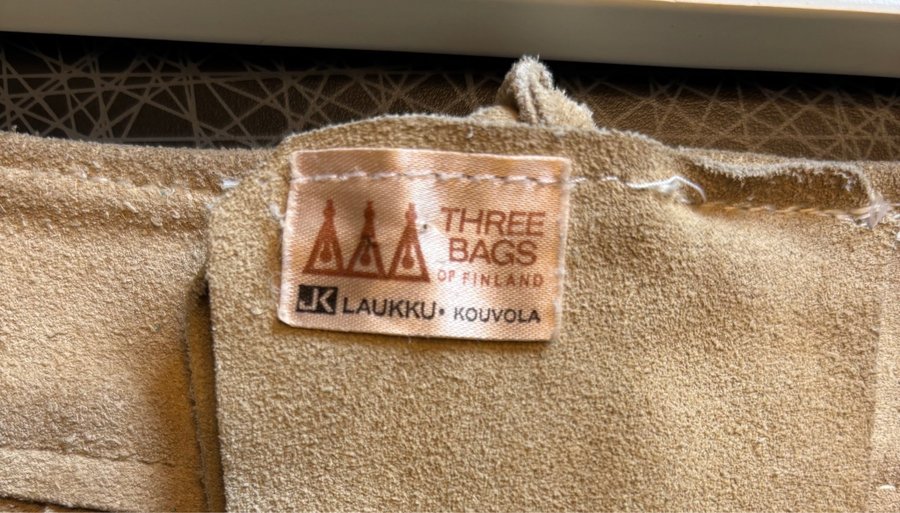 THREE
BAGS
OF FINLAND
JK LAUKKU • KOUVOLA